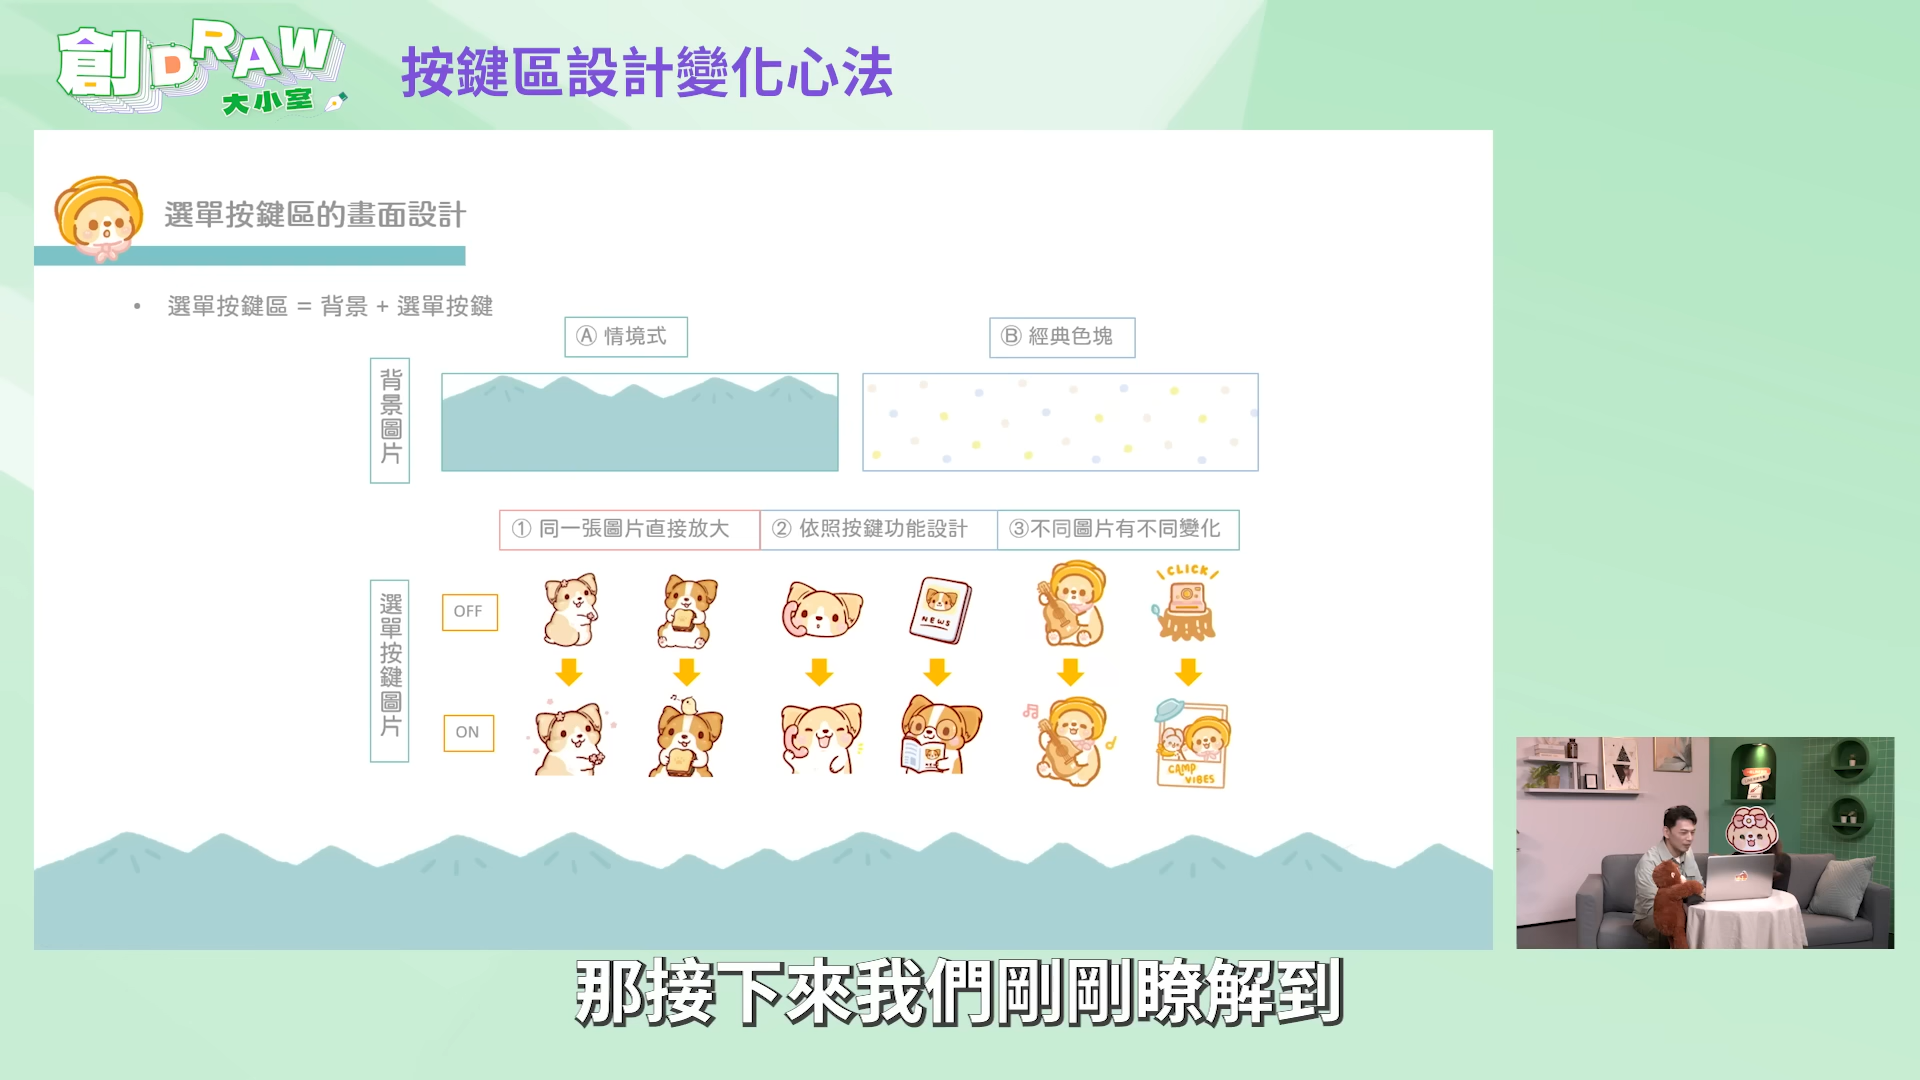 創DRAW
大小室
按鍵區設計變化心法
選單按鍵區的畫面設計
• 選單按鍵區 = 背景 + 選單按鍵
Ⓐ 情境式
Ⓑ 經典色塊
背景圖片
① 同一張圖片直接放大
② 依照按鍵功能設計
③不同圖片有不同變化
選單按鍵圖片
OFF
NEWS
CLICK
ON
CAMP
VIBES
那接下來我們剛剛瞭解到